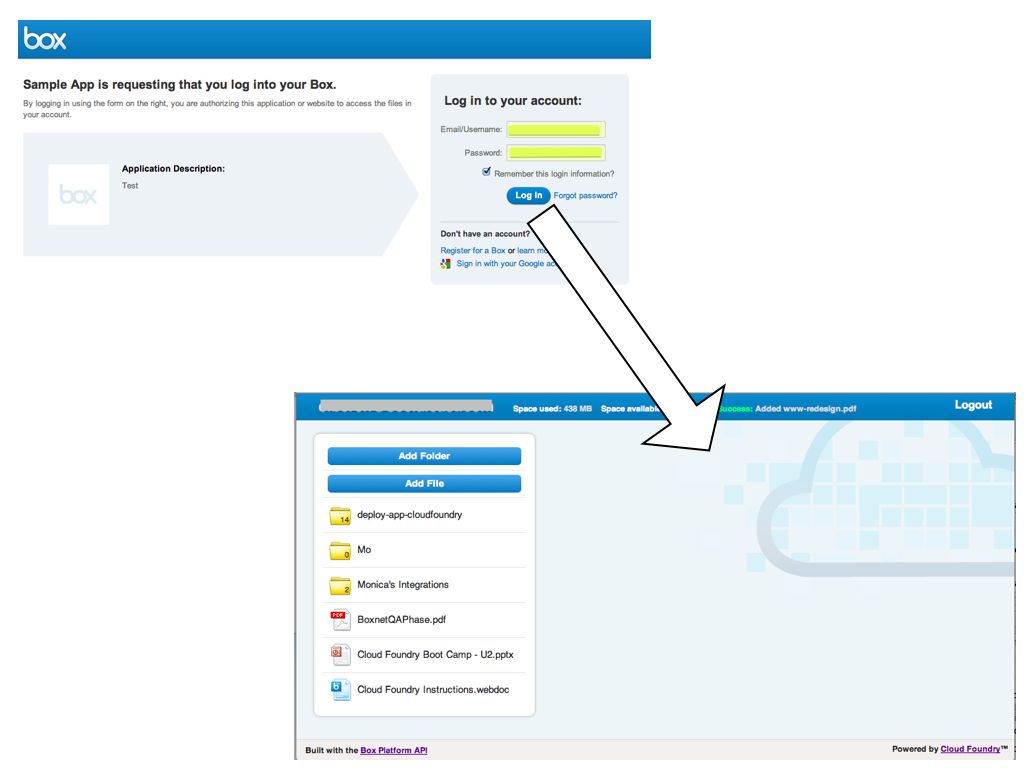 box
Sample App is requesting that you log into your Box.
By logging in using the form on the right, you are authorizing this application or website to access the files in
your account.
box
Application Description:
Test
Log in to your account:
Email/Username:
Password:
Remember this login information?
Log In Forgot password?
Don't have an account?
Register for a Box or learn
Sign in with your Google
Space used: 438 MB Space available Success: Added www-redesign.pdf Logout
Add Folder
Add File
14 deploy-app-cloudfoundry
0 Mo
2 Monica's Integrations
PDF BoxnetQAPhase.pdf
Cloud Foundry Boot Camp - U2.pptx
b Cloud Foundry Instructions.webdoc
Built with the Box Platform API Powered by Cloud Foundry™